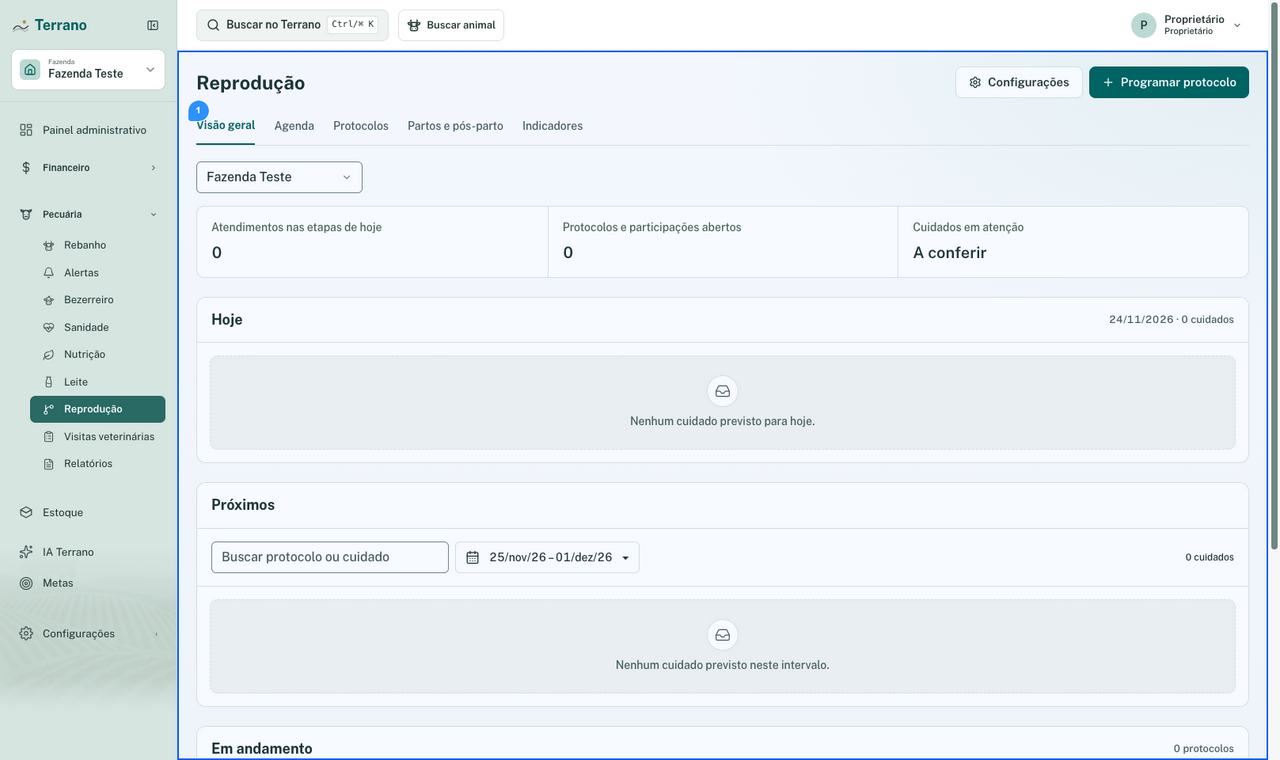 Terrano
Fazenda
Fazenda Teste
Painel administrativo
Financeiro
Pecuária
Rebanho
Alertas
Bezerreiro
Sanidade
Nutrição
Leite
Reprodução
Visitas veterinárias
Relatórios
Estoque
IA Terrano
Metas
Configurações
Buscar no Terrano Ctrl/⌘ K
Buscar animal
P
Proprietário
Proprietário
Reprodução
Configurações
Programar protocolo
1
Visão geral Agenda Protocolos Partos e pós-parto Indicadores
Fazenda Teste
Atendimentos nas etapas de hoje
0
Protocolos e participações abertos
0
Cuidados em atenção
A conferir
Hoje
24/11/2026 · 0 cuidados
Nenhum cuidado previsto para hoje.
Próximos
Buscar protocolo ou cuidado
25/nov/26 – 01/dez/26
0 cuidados
Nenhum cuidado previsto neste intervalo.
Em andamento
0 protocolos